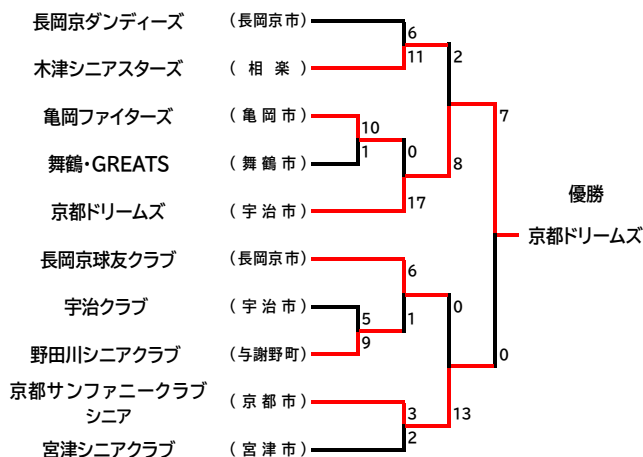 長岡京ダンディーズ (長岡京市)
6
11
2
木津シニアスターズ (相楽)
亀岡ファイターズ (亀岡市)
10
1
0
7
舞鶴・GREATS (舞鶴市)
8
京都ドリームズ (宇治市)
17
優勝
京都ドリームズ
長岡京球友クラブ (長岡京市)
6
1
0
宇治クラブ (宇治市)
5
9
野田川シニアクラブ (与謝野町)
0
京都サンファニークラブ
シニア
(京都市)
3
2
13
宮津シニアクラブ (宮津市)